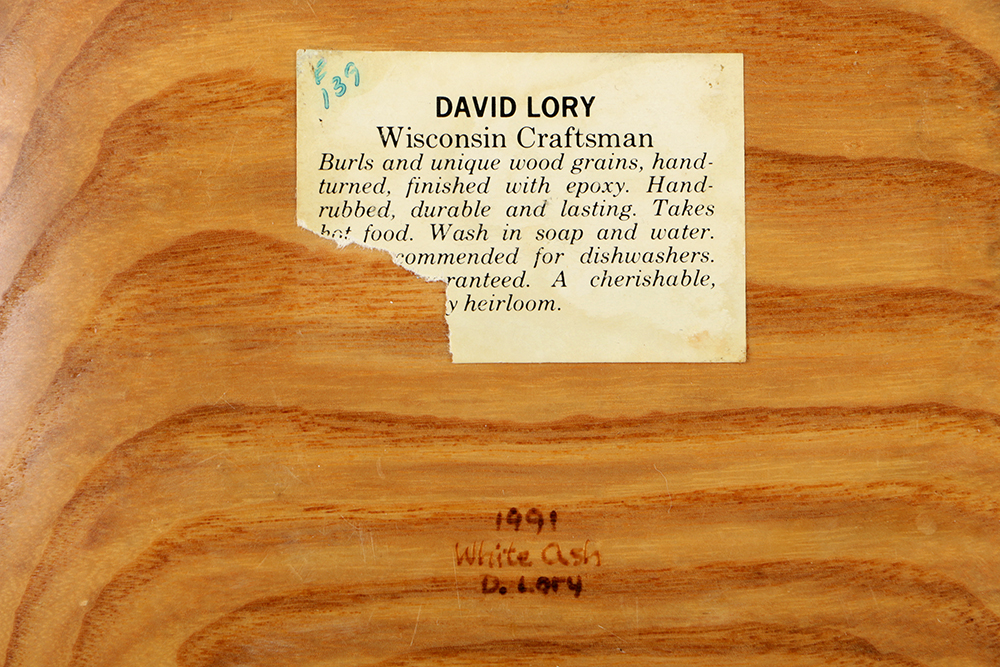 139
DAVID LORY
Wisconsin Craftsman
Burls and unique wood grains, hand-
turned, finished with epoxy. Hand-
rubbed, durable and lasting. Takes
hot food. Wash in soap and water.
commended for dishwashers.
ranteed. A cherishable,
y heirloom.
1991
White Ash
D. Lory